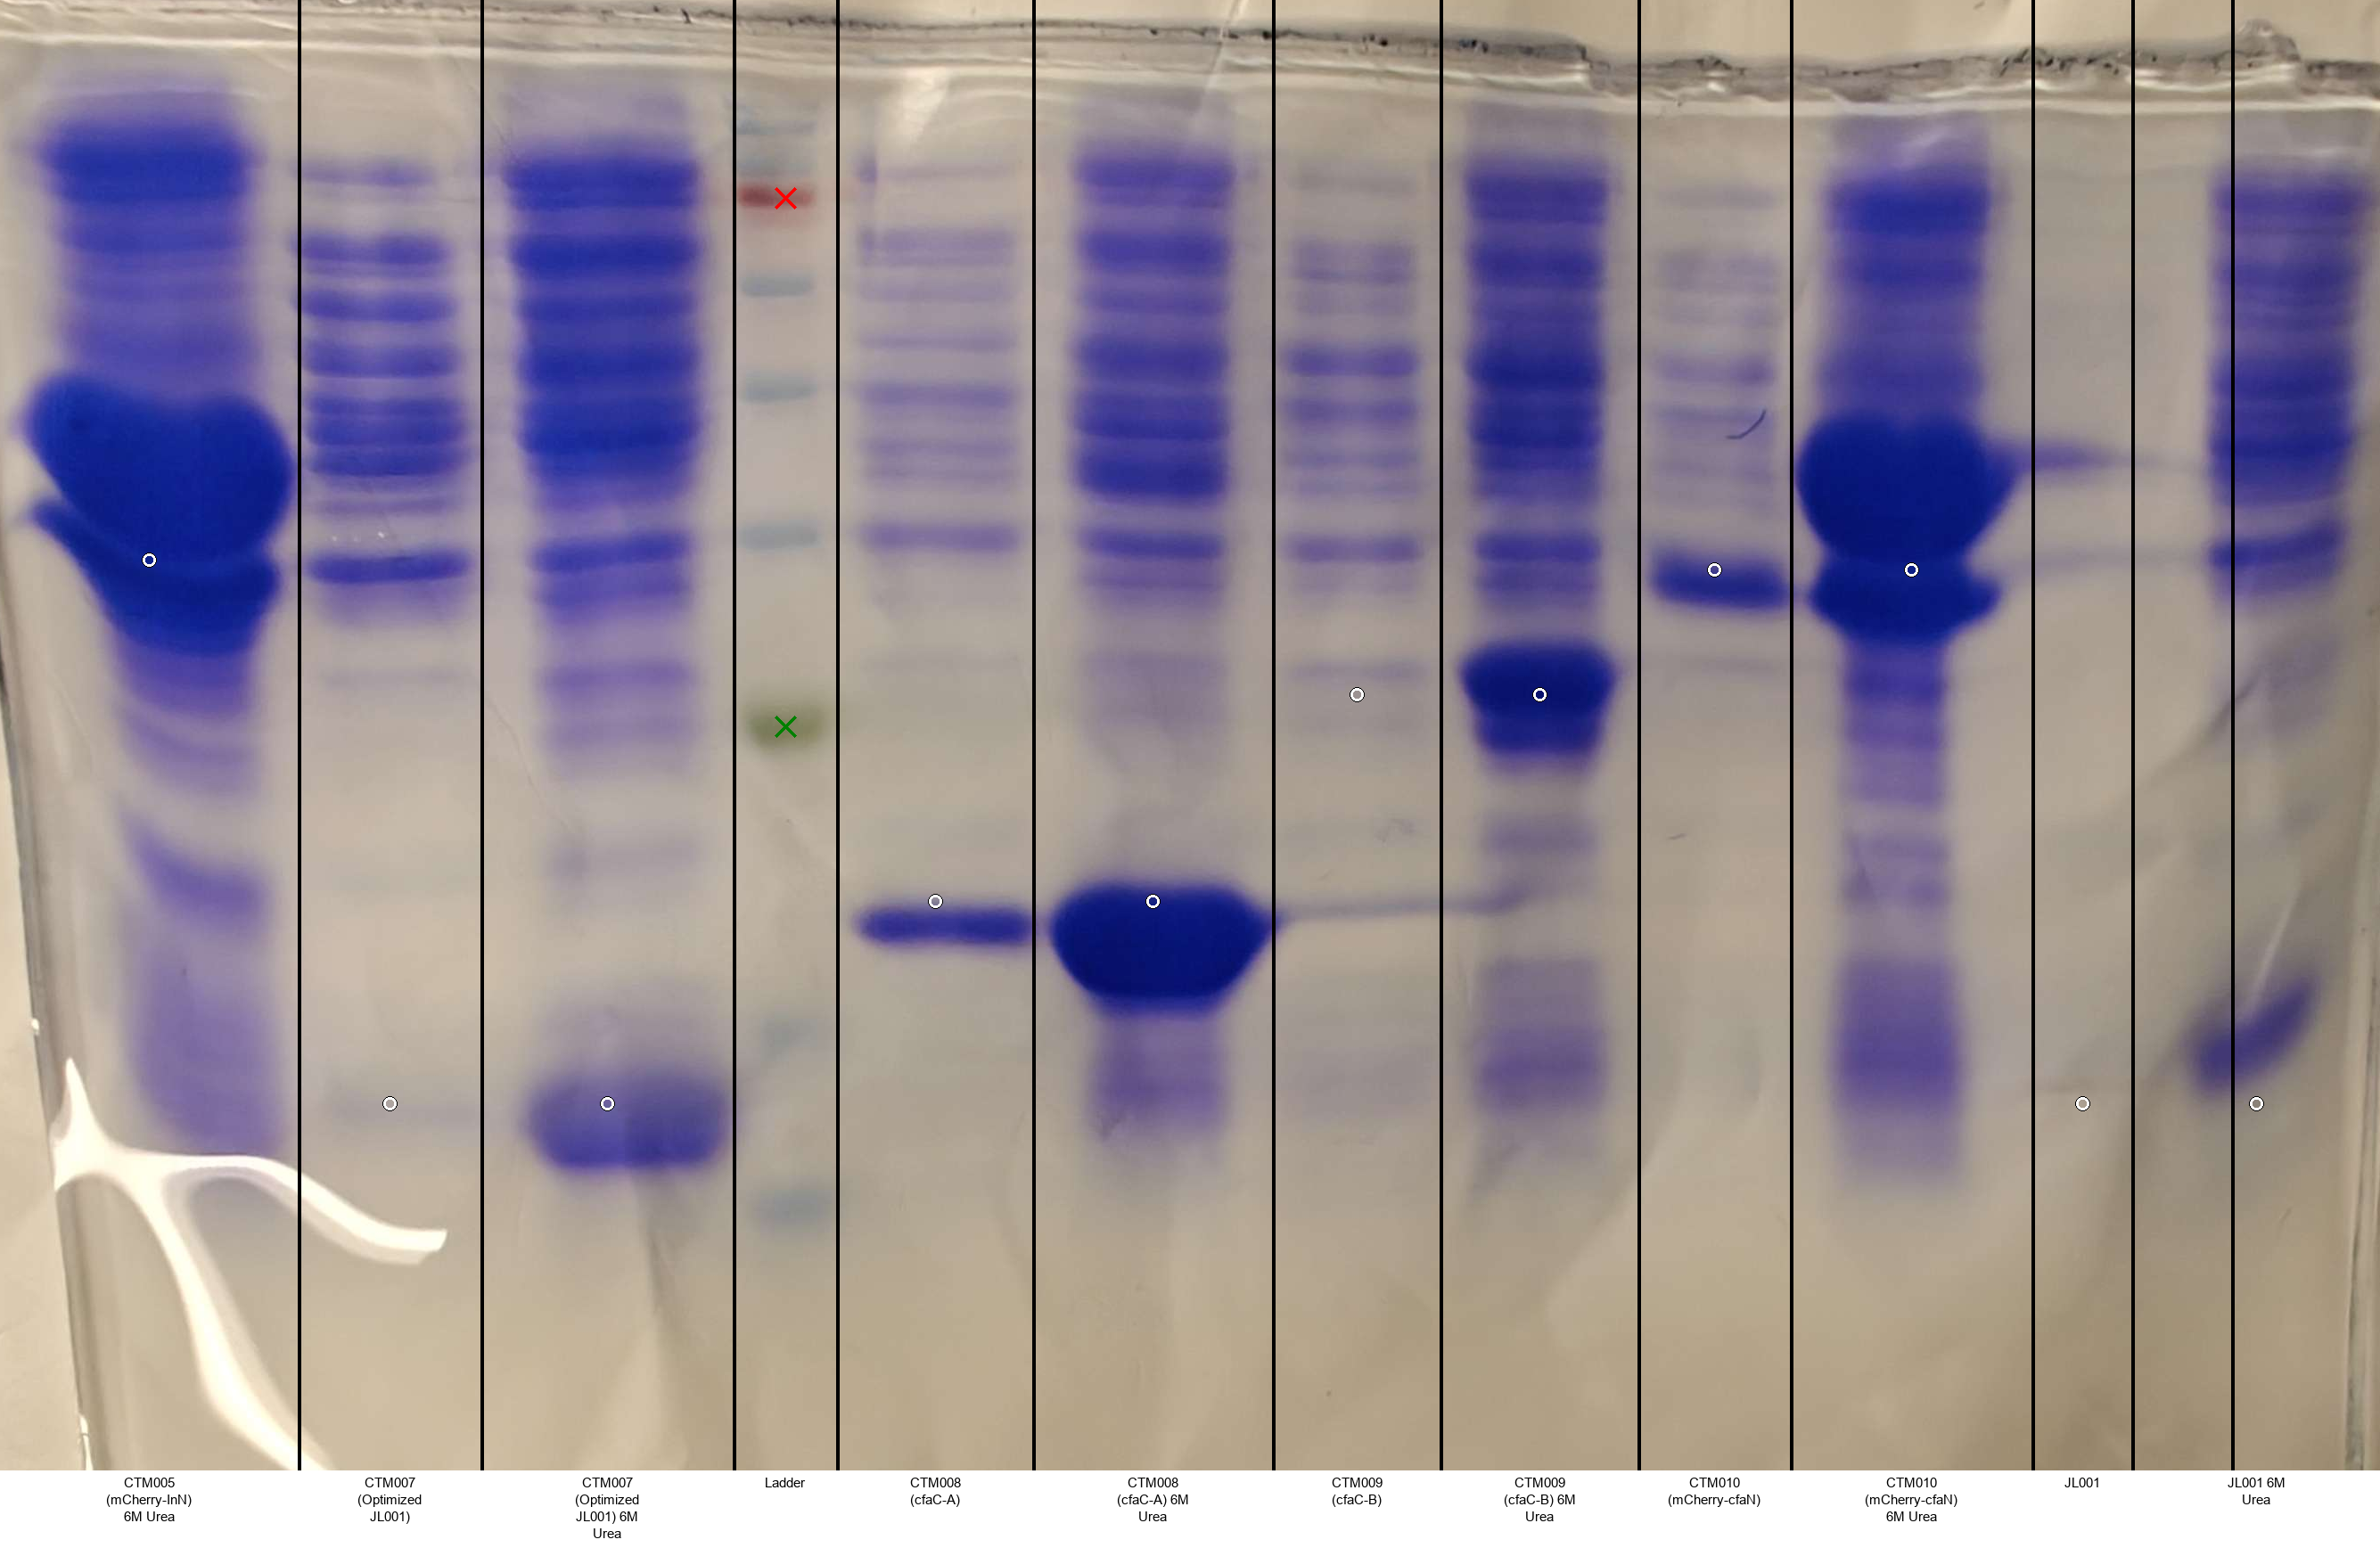 CTM005
(mCherry-InN)
6M Urea
CTM007
(Optimized
JL001)
CTM007
(Optimized
JL001) 6M
Urea
Ladder
CTM008
(cfaC-A)
CTM008
(cfaC-A) 6M
Urea
CTM009
(cfaC-B)
CTM009
(cfaC-B) 6M
Urea
CTM010
(mCherry-cfaN)
CTM010
(mCherry-cfaN)
6M Urea
JL001
JL001 6M
Urea